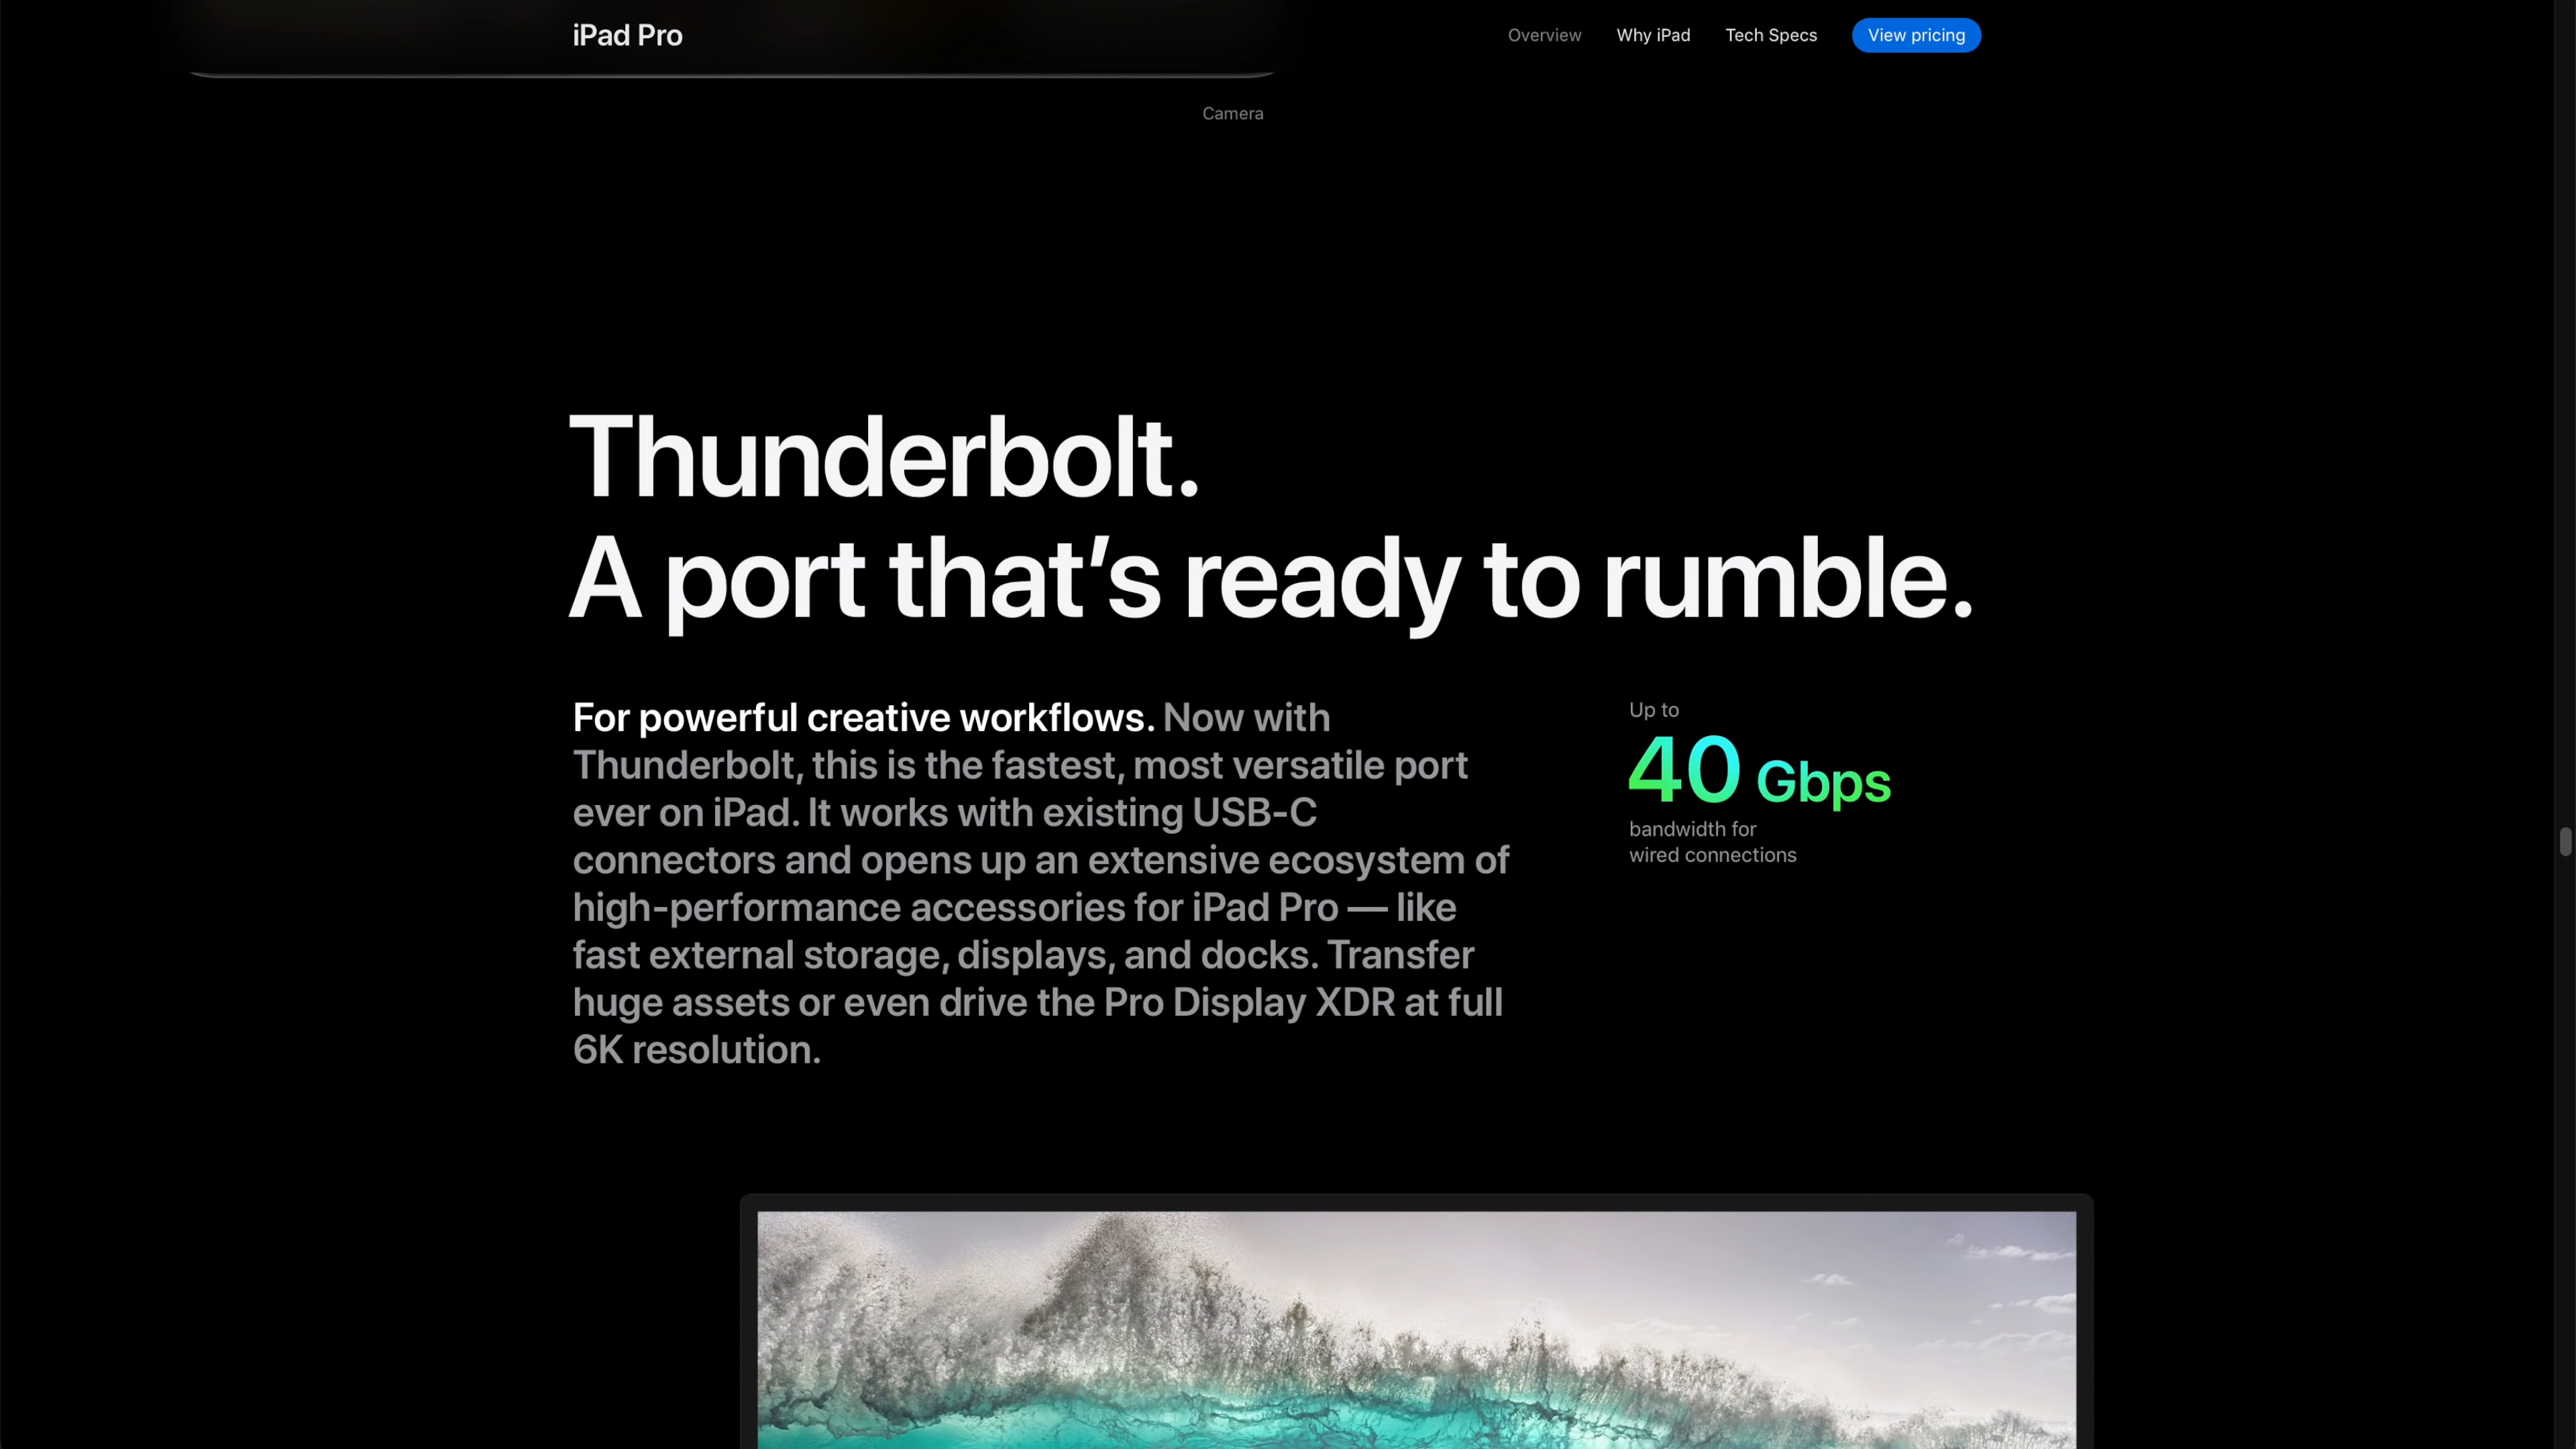 iPad Pro
Overview
Why iPad
Tech Specs
View pricing
Camera
Thunderbolt.
A port that’s ready to rumble.
For powerful creative workflows. Now with
Thunderbolt, this is the fastest, most versatile port
ever on iPad. It works with existing USB-C
connectors and opens up an extensive ecosystem of
high-performance accessories for iPad Pro — like
fast external storage, displays, and docks. Transfer
huge assets or even drive the Pro Display XDR at full
6K resolution.
Up to
40 Gbps
bandwidth for
wired connections